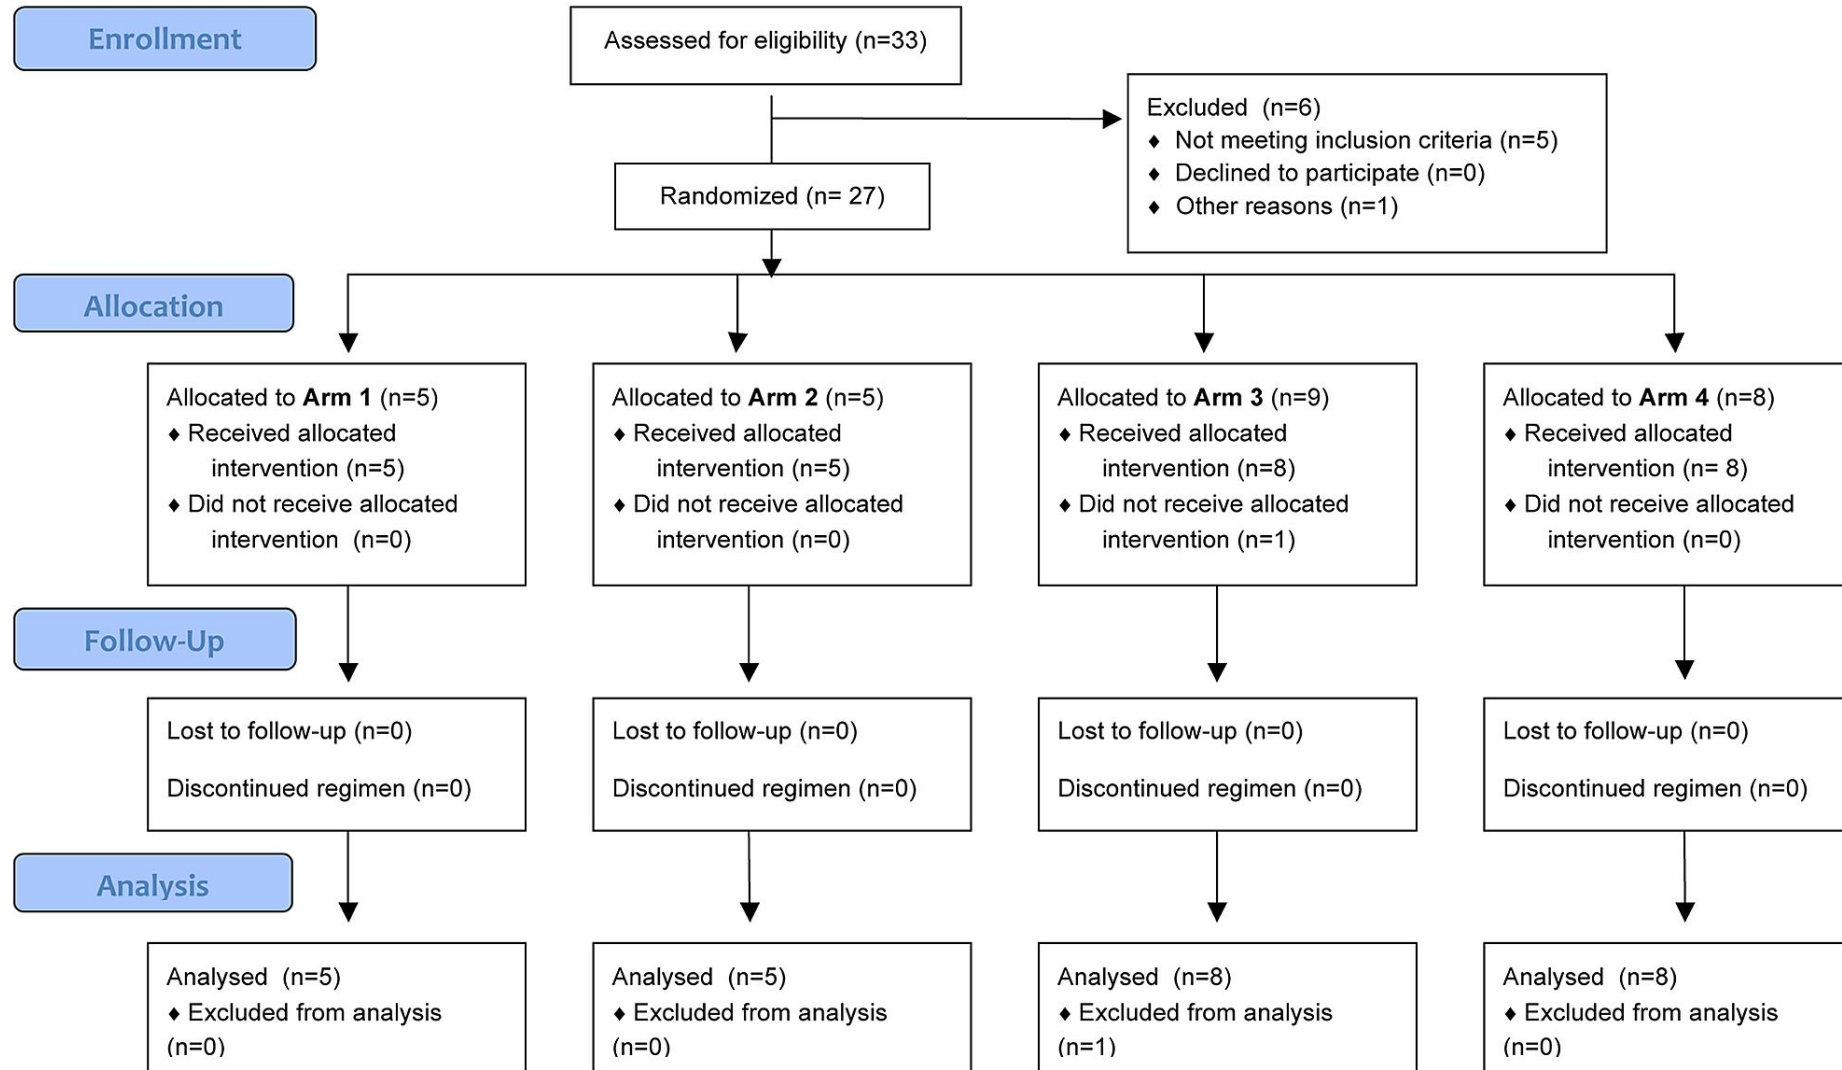 Enrollment
Assessed for eligibility (n=33)
Excluded  (n=6)
♦ Not meeting inclusion criteria (n=5)
♦ Declined to participate (n=0)
♦ Other reasons (n=1)
Randomized (n= 27)
Allocation
Allocated to Arm 1 (n=5)
♦ Received allocated
intervention (n=5)
♦ Did not receive allocated
intervention  (n=0)
Allocated to Arm 2 (n=5)
♦ Received allocated
intervention (n=5)
♦ Did not receive allocated
intervention (n=0)
Allocated to Arm 3 (n=9)
♦ Received allocated
intervention (n=8)
♦ Did not receive allocated
intervention (n=1)
Allocated to Arm 4 (n=8)
♦ Received allocated
intervention (n= 8)
♦ Did not receive allocated
intervention (n=0)
Follow-Up
Lost to follow-up (n=0)
Discontinued regimen (n=0)
Lost to follow-up (n=0)
Discontinued regimen (n=0)
Lost to follow-up (n=0)
Discontinued regimen (n=0)
Lost to follow-up (n=0)
Discontinued regimen (n=0)
Analysis
Analysed  (n=5)
♦ Excluded from analysis
(n=0)
Analysed  (n=5)
♦ Excluded from analysis
(n=0)
Analysed  (n=8)
♦ Excluded from analysis
(n=1)
Analysed  (n=8)
♦ Excluded from analysis
(n=0)